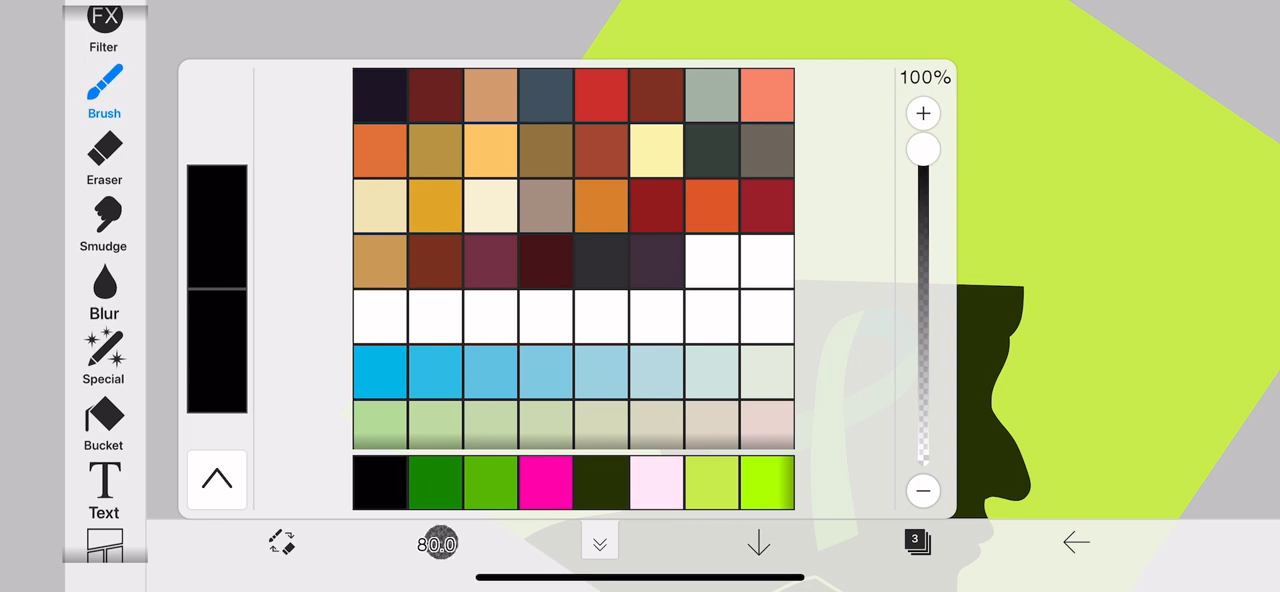 FX
Filter
Brush
Eraser
Smudge
Blur
Special
Bucket
T
Text
100%
80.0
3